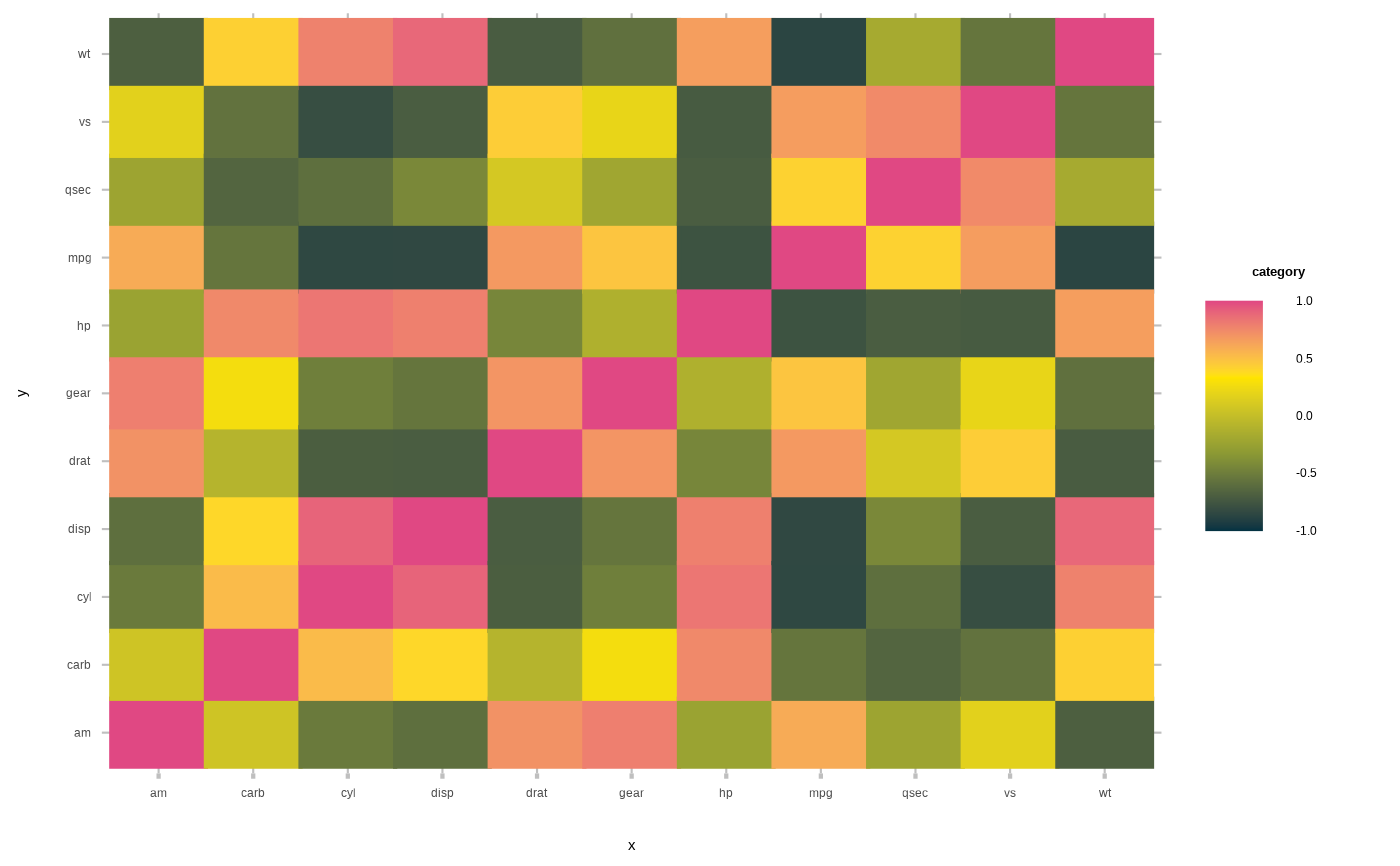 wt
vs
qsec
mpg
hp
gear
drat
disp
cyl
carb
am
y
am carb cyl disp drat gear hp mpg qsec vs wt
x
category
1.0
0.5
0.0
-0.5
-1.0